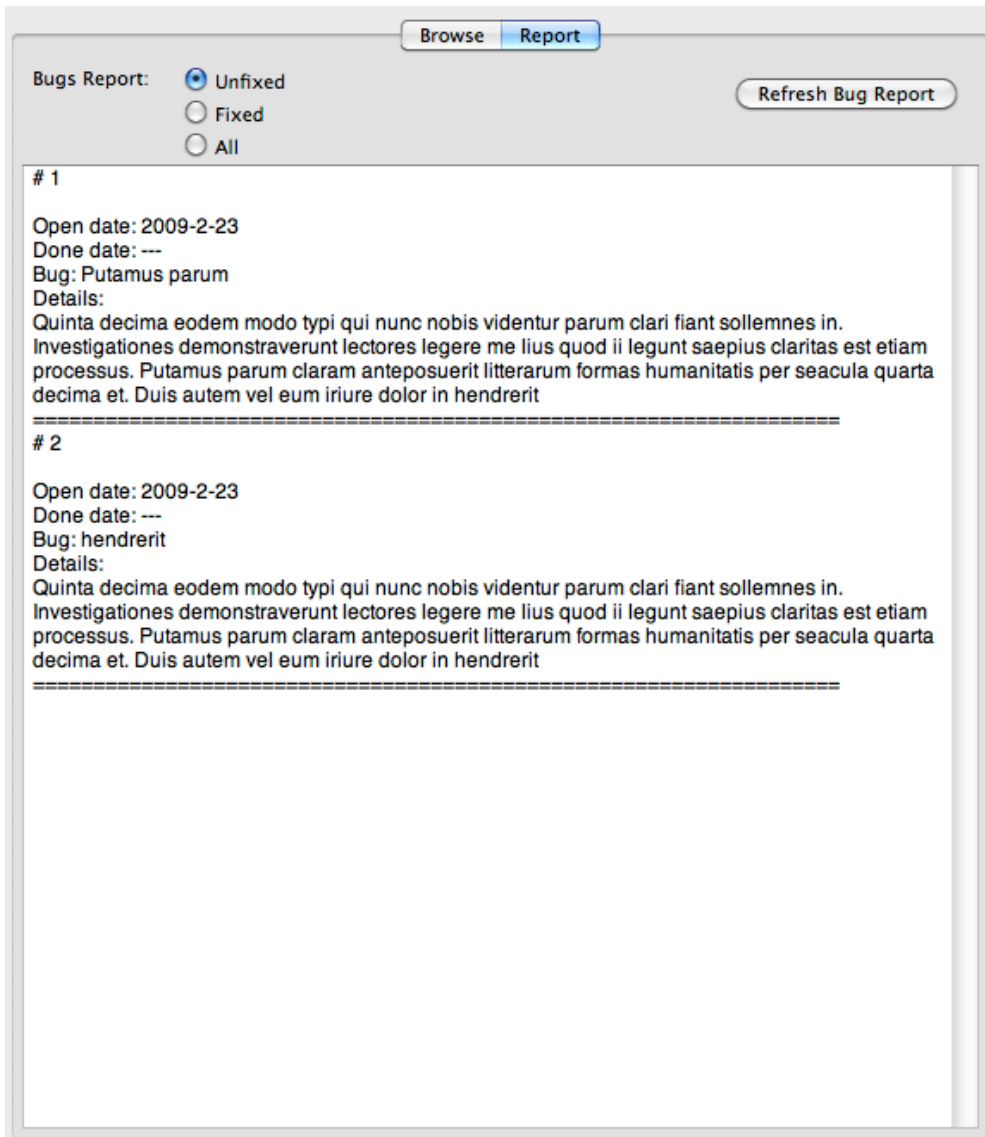 Browse Report
Bugs Report:
Unfixed
Refresh Bug Report
Fixed
All
# 1
Open date: 2009-2-23
Done date: ---
Bug: Putamus parum
Details:
Quinta decima eodem modo typi qui nunc nobis videntur parum clari fiant sollemnes in.
Investigationes demonstraverunt lectores legere me lius quod ii legunt saepius claritas est etiam
processus. Putamus parum claram anteposuerit litterarum formas humanitatis per seacula quarta
decima et. Duis autem vel eum iriure dolor in hendrerit
===================================================================
# 2
Open date: 2009-2-23
Done date: ---
Bug: hendrerit
Details:
Quinta decima eodem modo typi qui nunc nobis videntur parum clari fiant sollemnes in.
Investigationes demonstraverunt lectores legere me lius quod ii legunt saepius claritas est etiam
processus. Putamus parum claram anteposuerit litterarum formas humanitatis per seacula quarta
decima et. Duis autem vel eum iriure dolor in hendrerit
===================================================================